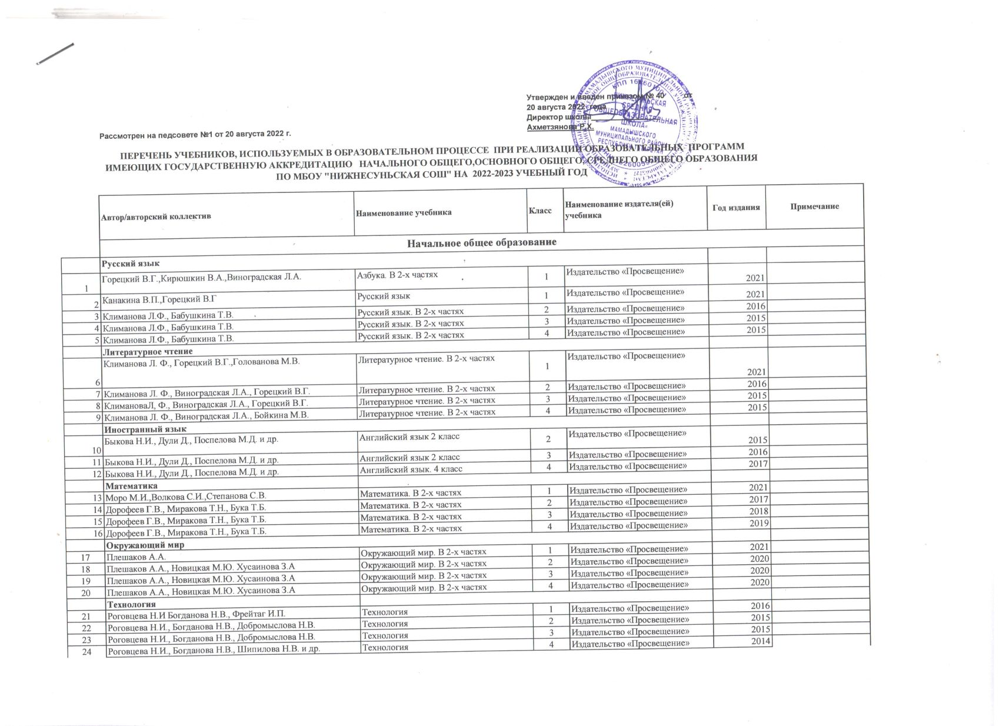 Утвержден и введен приказом № 40 от
20 августа 2022 года
Директор школы
Ахметзянова Р.Х.
Рассмотрен на педсовете №1 от 20 августа 2022 г.
ПЕРЕЧЕНЬ УЧЕБНИКОВ, ИСПОЛЬЗУЕМЫХ В ОБРАЗОВАТЕЛЬНОМ ПРОЦЕССЕ ПРИ РЕАЛИЗАЦИИ ОБРАЗОВАТЕЛЬНЫХ ПРОГРАММ
ИМЕЮЩИХ ГОСУДАРСТВЕННУЮ АККРЕДИТАЦИЮ НАЧАЛЬНОГО ОБЩЕГО,ОСНОВНОГО ОБЩЕГО, СРЕДНЕГО ОБЩЕГО ОБРАЗОВАНИЯ
ПО МБОУ "НИЖНЕСУНЬСКАЯ СОШ" НА 2022-2023 УЧЕБНЫЙ ГОД
СРЕДНЯЯ
ОБЩЕОБРАЗОВАТЕЛЬНАЯ
ШКОЛА"
МАМАДЫШСКОГО
МУНИЦИПАЛЬНОГО РАЙОНА
Автор/авторский коллектив Наименование учебника Класс Наименование издателя(ей) учебника Год издания Примечание
Начальное общее образование
Русский язык
1 Горецкий В.Г.,Кирюшкин В.А.,Виноградская Л.А. Азбука. В 2-х частях 1 Издательство «Просвещение» 2021
2 Канакина В.П.,Горецкий В.Г Русский язык 1 Издательство «Просвещение» 2021
3 Климанова Л.Ф., Бабушкина Т.В. Русский язык. В 2-х частях 2 Издательство «Просвещение» 2016
4 Климанова Л.Ф., Бабушкина Т.В. Русский язык. В 2-х частях 3 Издательство «Просвещение» 2015
5 Климанова Л.Ф., Бабушкина Т.В. Русский язык. В 2-х частях 4 Издательство «Просвещение» 2015
Литературное чтение
6 Климанова Л. Ф., Горецкий В.Г.,Голованова М.В. Литературное чтение. В 2-х частях 1 Издательство «Просвещение» 2021
7 Климанова Л. Ф., Виноградская Л.А., Горецкий В.Г. Литературное чтение. В 2-х частях 2 Издательство «Просвещение» 2016
8 КлимановаЛ, Ф., Виноградская Л.А., Горецкий В.Г. Литературное чтение. В 2-х частях 3 Издательство «Просвещение» 2015
9 Климанова Л. Ф., Виноградская Л.А., Бойкина М.В. Литературное чтение. В 2-х частях 4 Издательство «Просвещение» 2015
Иностранный язык
10 Быкова Н.И., Дули Д., Поспелова М.Д. и др. Английский язык 2 класс 2 Издательство «Просвещение» 2015
11 Быкова Н.И., Дули Д., Поспелова М.Д. и др. Английский язык 2 класс 3 Издательство «Просвещение» 2016
12 Быкова Н.И., Дули Д., Поспелова М.Д. и др. Английский язык. 4 класс 4 Издательство «Просвещение» 2017
Математика
13 Моро М.И.,Волкова С.И.,Степанова С.В. Математика. В 2-х частях 1 Издательство «Просвещение» 2021
14 Дорофеев Г.В., Миракова Т.Н., Бука Т.Б. Математика. В 2-х частях 2 Издательство «Просвещение» 2017
15 Дорофеев Г.В., Миракова Т.Н., Бука Т.Б. Математика. В 2-х частях 3 Издательство «Просвещение» 2018
16 Дорофеев Г.В., Миракова Т.Н., Бука Т.Б. Математика. В 2-х частях 4 Издательство «Просвещение» 2019
Окружающий мир
17 Плешаков А.А. Окружающий мир. В 2-х частях 1 Издательство «Просвещение» 2021
18 Плешаков А.А., Новицкая М.Ю. Хусаинова З.А Окружающий мир. В 2-х частях 2 Издательство «Просвещение» 2020
19 Плешаков А.А., Новицкая М.Ю. Хусаинова З.А Окружающий мир. В 2-х частях 3 Издательство «Просвещение» 2020
20 Плешаков А.А., Новицкая М.Ю. Хусаинова З.А Окружающий мир. В 2-х частях 4 Издательство «Просвещение» 2020
Технология
21 Роговцева Н.И Богданова Н.В., Фрейтаг И.П. Технология 1 Издательство «Просвещение» 2016
22 Роговцева Н.И., Богданова Н.В., Добромыслова Н.В. Технология 2 Издательство «Просвещение» 2015
23 Роговцева Н.И., Богданова Н.В., Добромыслова Н.В. Технология 3 Издательство «Просвещение» 2015
24 Роговцева Н.И., Богданова Н.В., Шипилова Н.В. и др. Технология 4 Издательство «Просвещение» 2014